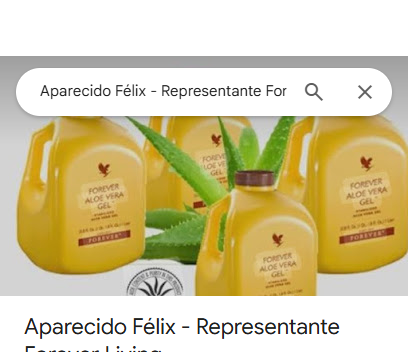 Aparecido Félix - Representante For
FOREVER
ALOE VERA
GEL
FOREVER
FOREVER
ALOE VERA
GEL
FOREVER
ALOE VERA
GEL
FOREVER
Aparecido Félix - Representante
Forever Living